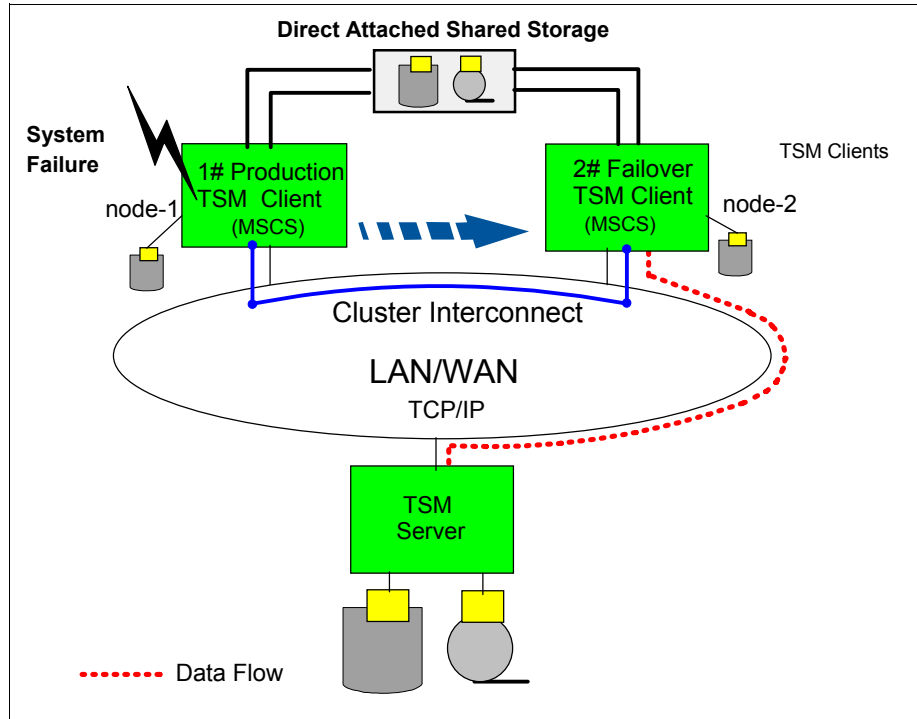 Direct Attached Shared Storage
System
Failure
1# Production
TSM Client
(MSCS)
2# Failover
TSM Client
(MSCS)
TSM Clients
node-1
node-2
Cluster Interconnect
LAN/WAN
TCP/IP
TSM
Server
Data Flow